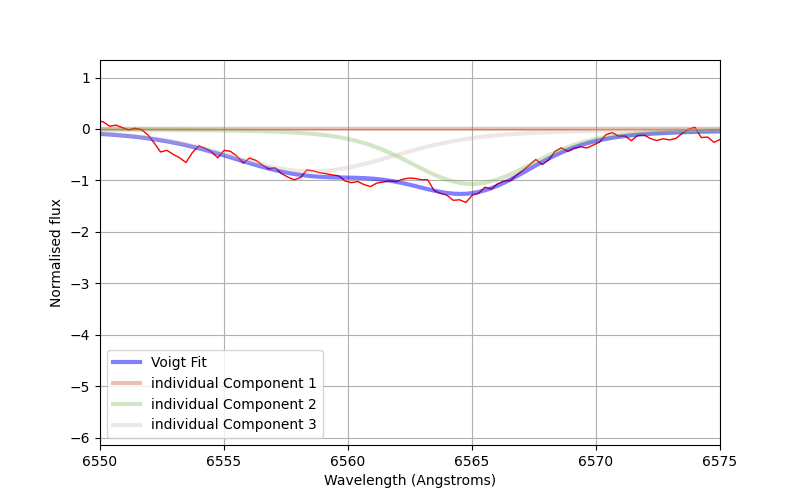 1
0
−1
−2
−3
−4
−5
−6
Normalised flux
Voigt Fit
individual Component 1
individual Component 2
individual Component 3
6550 6555 6560 6565 6570 6575
Wavelength (Angstroms)